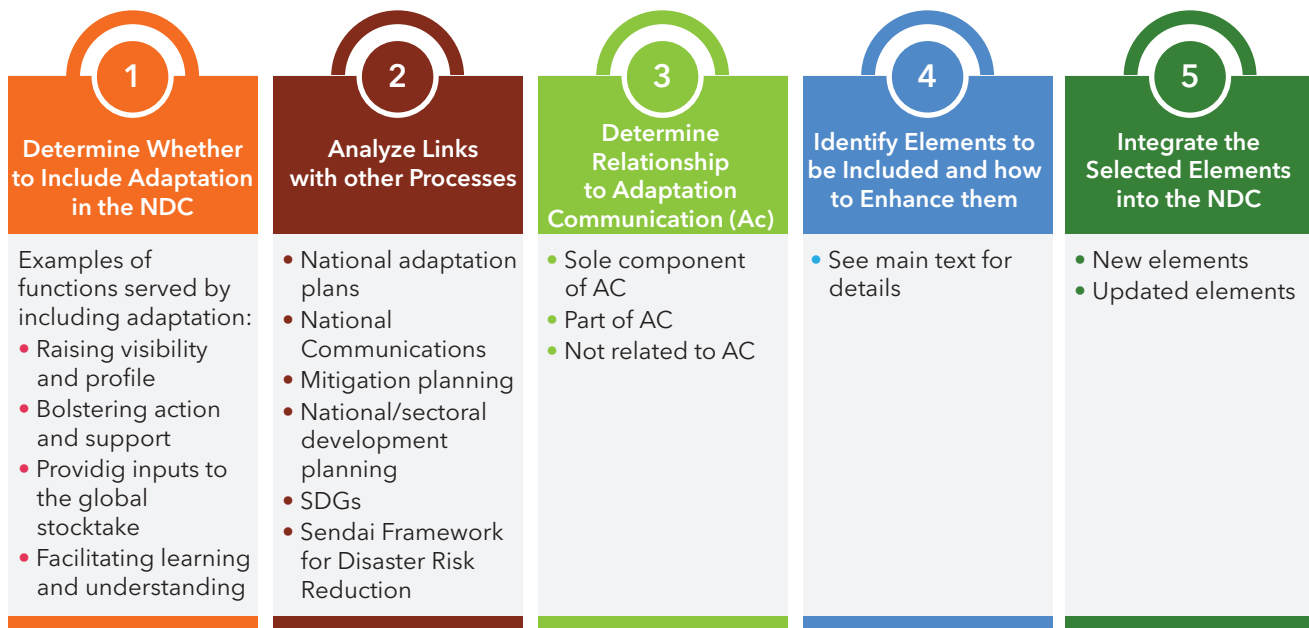 1
Determine Whether
to Include Adaptation
in the NDC
Examples of
functions served by
including adaptation:
• Raising visibility
and profile
• Bolstering action
and support
• Providig inputs to
the global
stocktake
• Facilitating learning
and understanding
2
Analyze Links
with other Processes
• National adaptation
plans
• National
Communications
• Mitigation planning
• National/sectoral
development
planning
• SDGs
• Sendai Framework
for Disaster Risk
Reduction
3
Determine
Relationship
to Adaptation
Communication (Ac)
• Sole component
of AC
• Part of AC
• Not related to AC
4
Identify Elements to
be Included and how
to Enhance them
• See main text for
details
5
Integrate the
Selected Elements
into the NDC
• New elements
• Updated elements